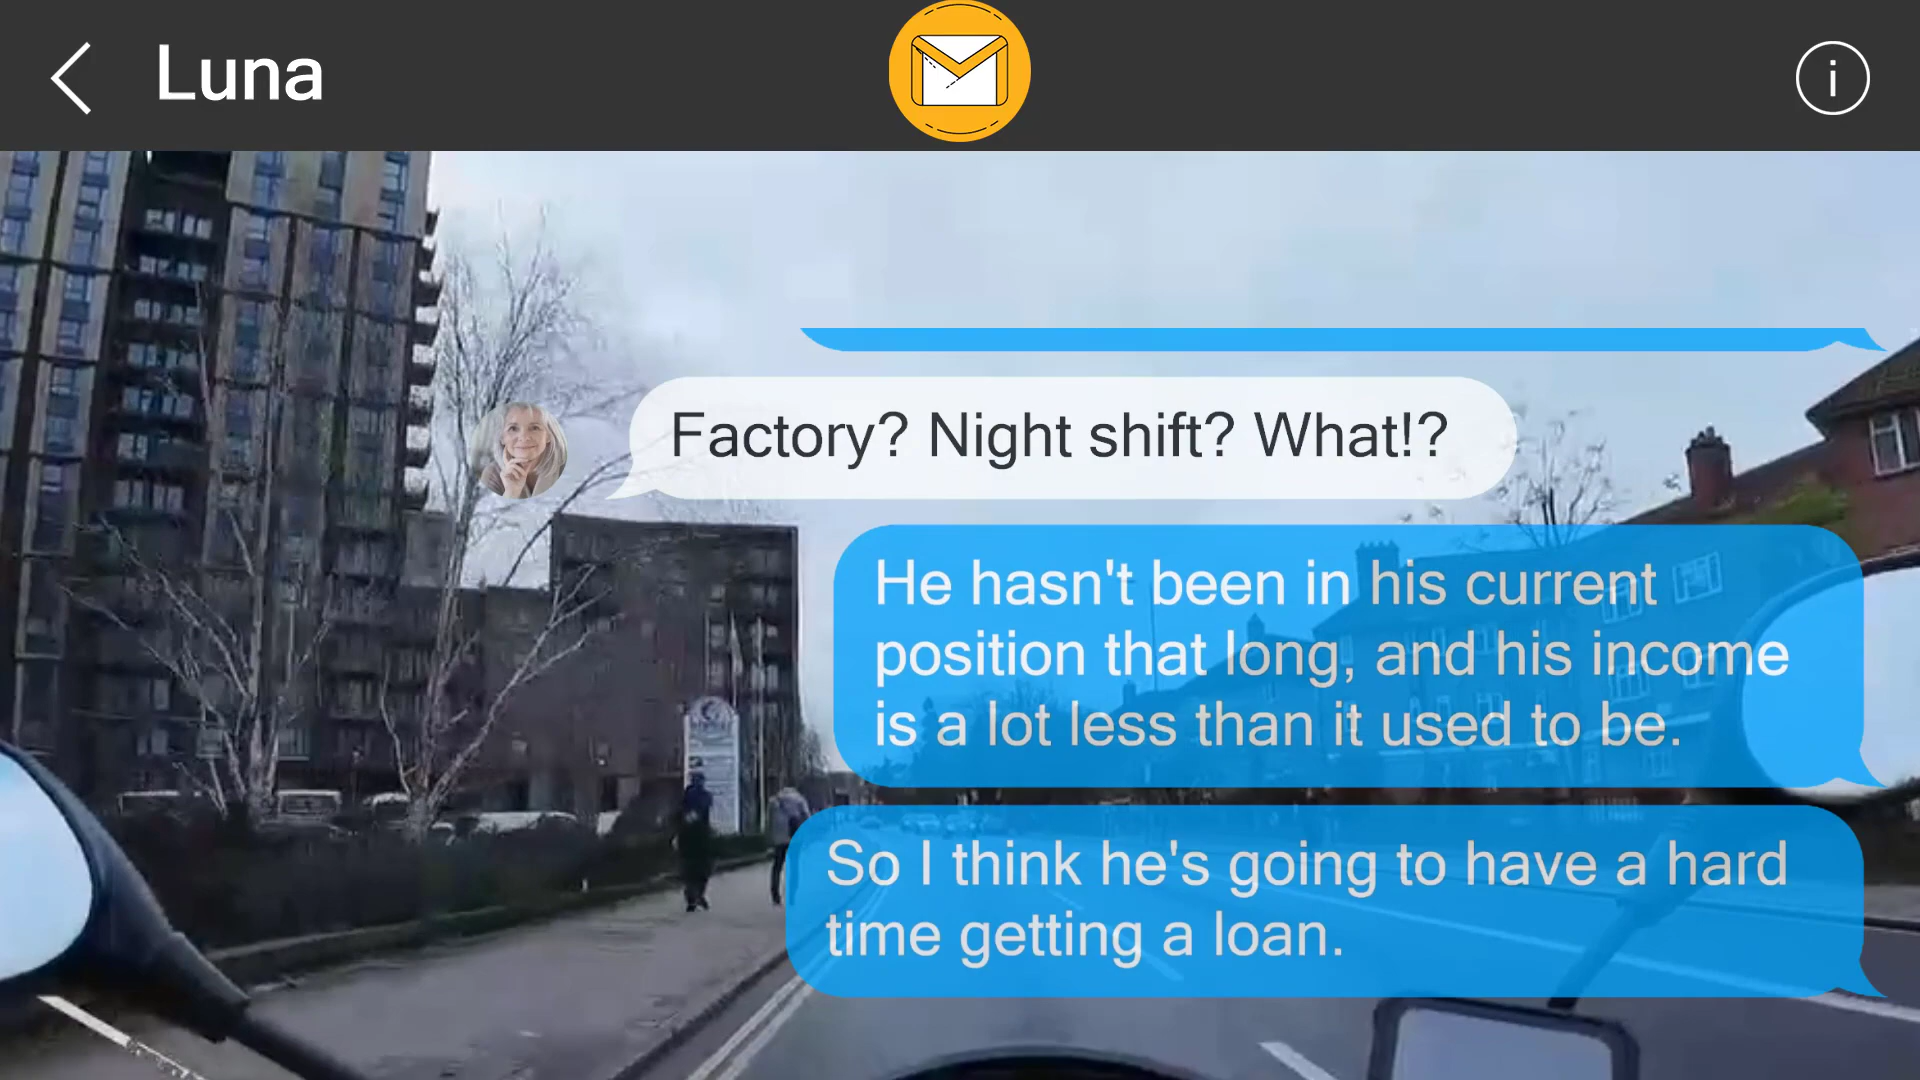 Luna
Factory? Night shift? What!?
He hasn't been in his current
position that long, and his income
is a lot less than it used to be.
So I think he's going to have a hard
time getting a loan.